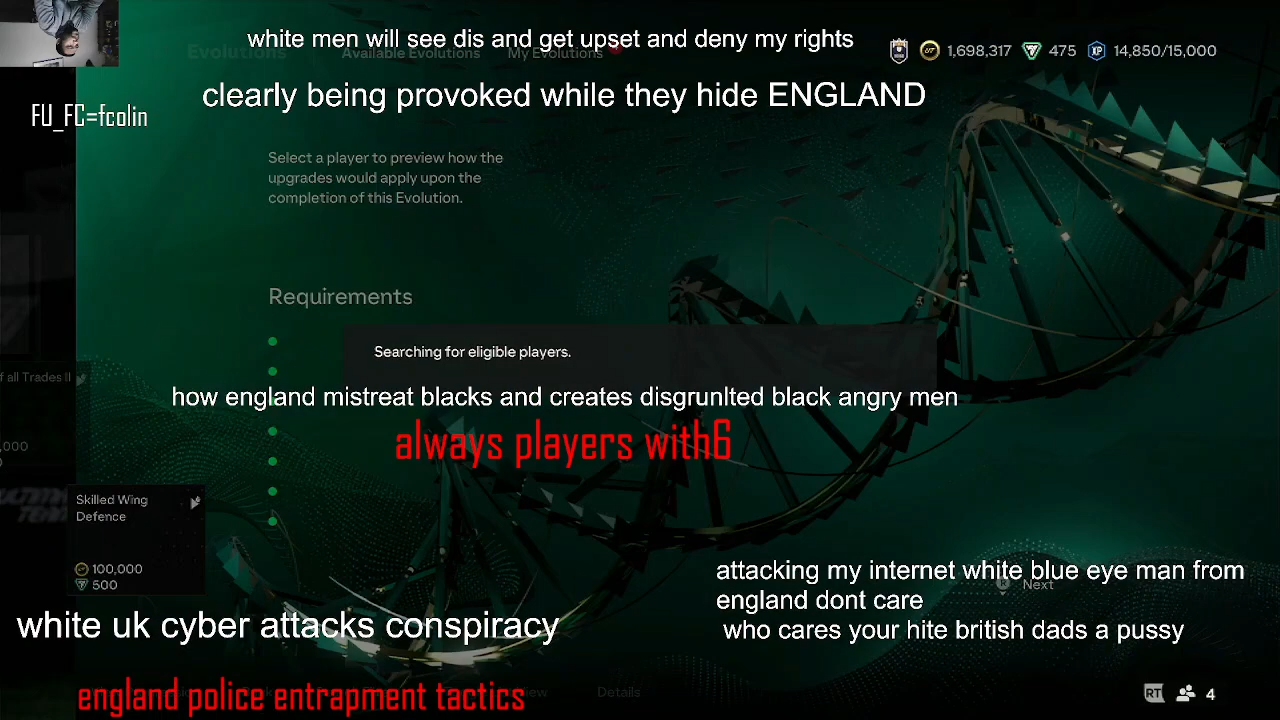 white men will see dis and get upset and deny my rights
Evolutions Available Evolutions My Evolutions
1,698,317 475 14,850/15,000
clearly being provoked while they hide ENGLAND
FU_FC=fcolin
Select a player to preview how the
upgrades would apply upon the
completion of this Evolution.
Requirements
Searching for eligible players.
of all Trades II
how england mistreat blacks and creates disgrunlted black angry men
always players with6
,000
Skilled Wing
Defence
100,000
500
attacking my internet white blue eye man from
england dont care
Next
who cares your hite british dads a pussy
white uk cyber attacks conspiracy
england police entrapment tactics
Details
RT 4